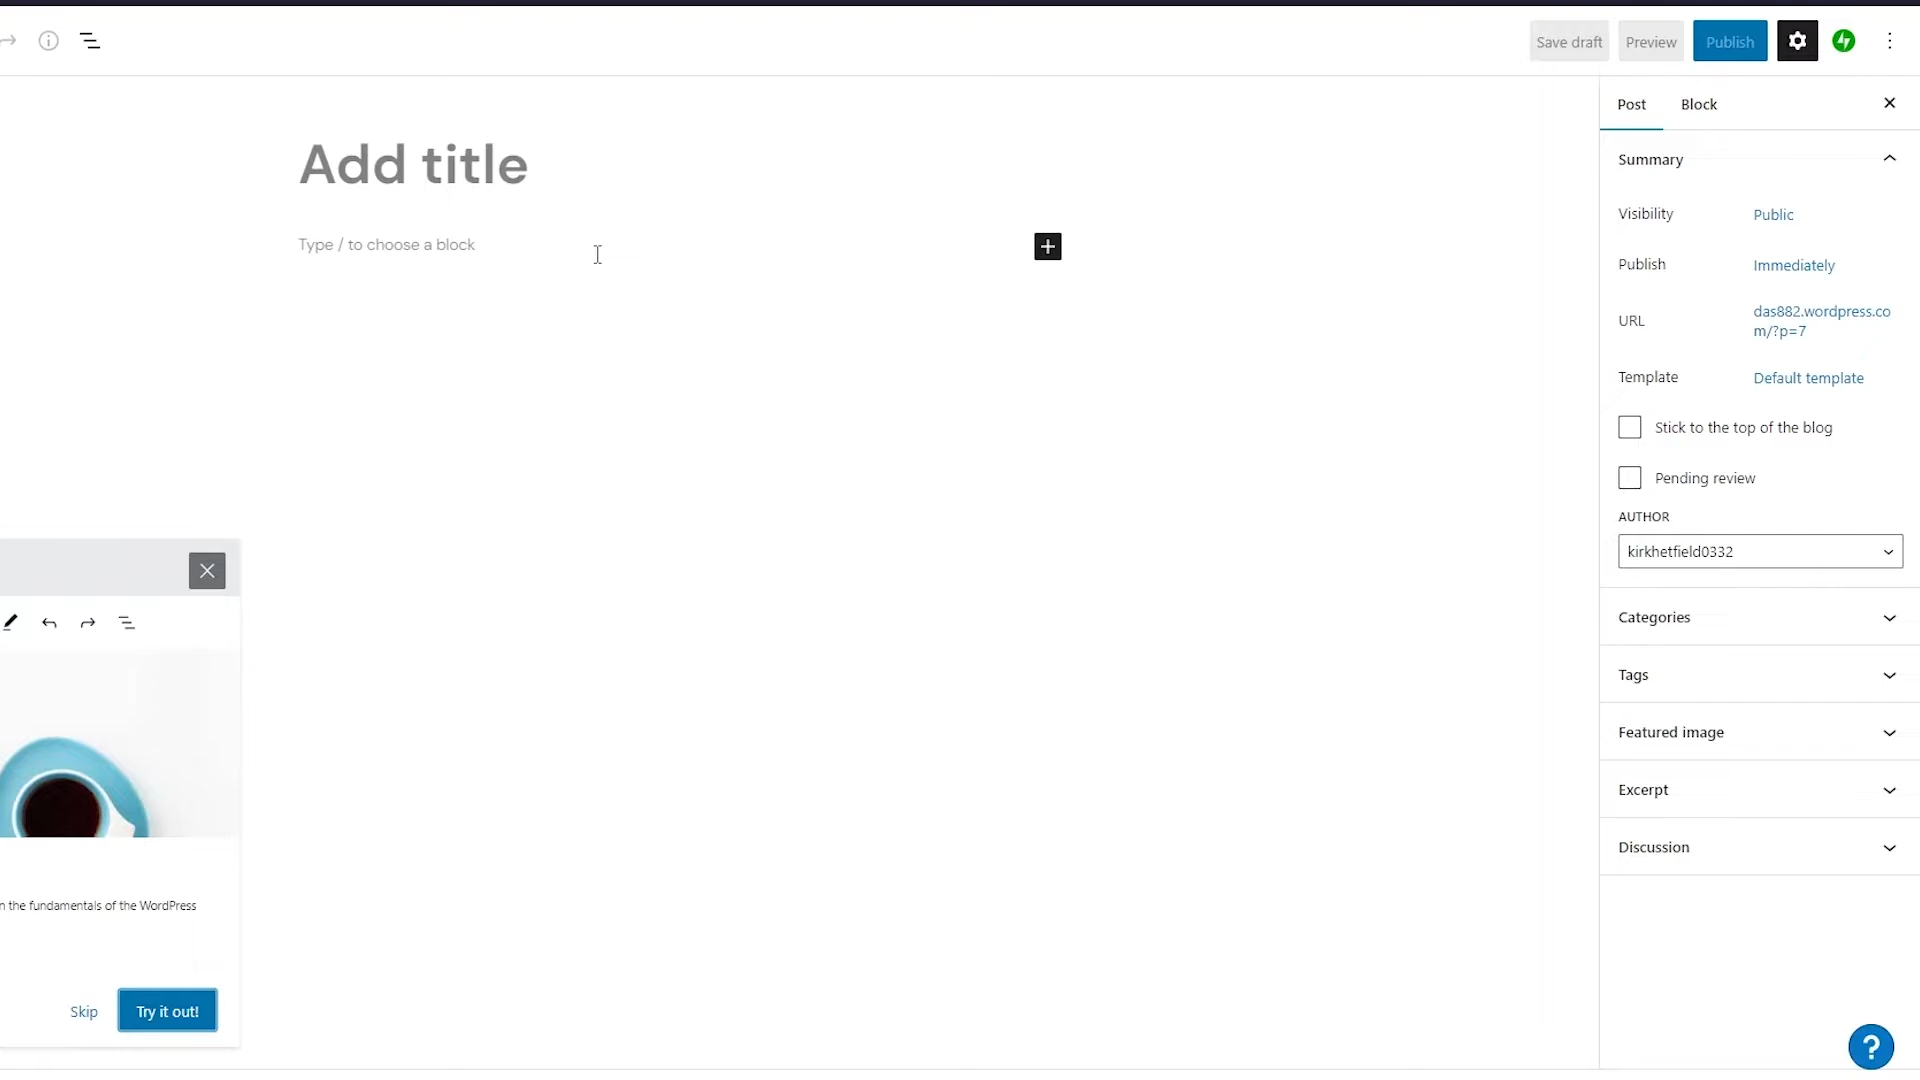 Save draft
Preview
Publish
Post
Block
Add title
Type / to choose a block
Summary
Visibility
Public
Publish
Immediately
URL
das882.wordpress.co
m/?p=7
Template
Default template
Stick to the top of the blog
Pending review
AUTHOR
kirkhetfield0332
Categories
Tags
Featured image
Excerpt
Discussion
n the fundamentals of the WordPress
Skip
Try it out!
?